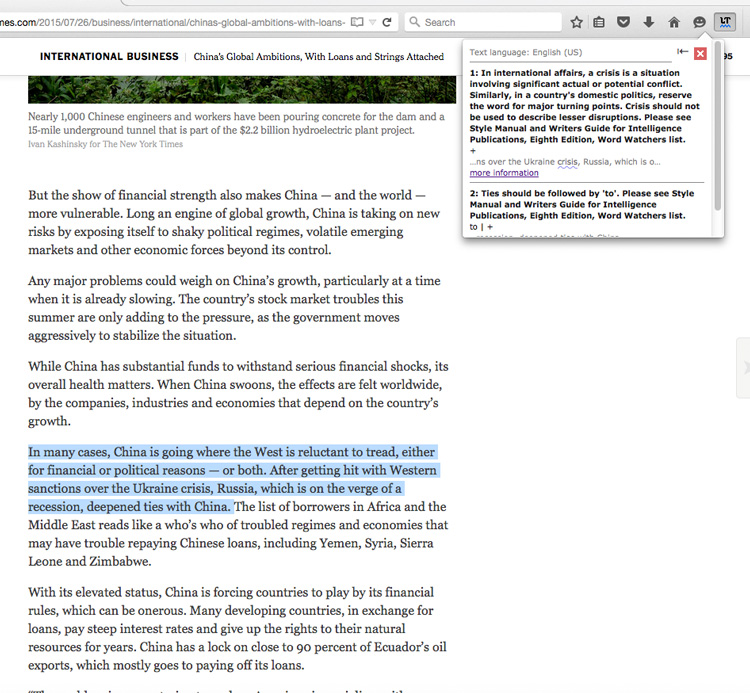 mes.com/2015/07/26/business/international/chinas-global-ambitions-with-loans-
Search
LT
INTERNATIONAL BUSINESS
China's Global Ambitions, With Loans and Strings Attached
95
Text language: English (US)
1: In international affairs, a crisis is a situation
involving significant actual or potential conflict.
Similarly, in a country's domestic politics, reserve
the word for major turning points. Crisis should not
be used to describe lesser disruptions. Please see
Style Manual and Writers Guide for Intelligence
Publications, Eighth Edition, Word Watchers list.
+
...ns over the Ukraine crisis, Russia, which is o...
more information
2: Ties should be followed by 'to'. Please see Style
Manual and Writers Guide for Intelligence
Publications, Eighth Edition, Word Watchers list.
to | +
Nearly 1,000 Chinese engineers and workers have been pouring concrete for the dam and a
15-mile underground tunnel that is part of the $2.2 billion hydroelectric plant project.
Ivan Kashinsky for The New York Times
But the show of financial strength also makes China — and the world —
more vulnerable. Long an engine of global growth, China is taking on new
risks by exposing itself to shaky political regimes, volatile emerging
markets and other economic forces beyond its control.
Any major problems could weigh on China's growth, particularly at a time
when it is already slowing. The country's stock market troubles this
summer are only adding to the pressure, as the government moves
aggressively to stabilize the situation.
While China has substantial funds to withstand serious financial shocks, its
overall health matters. When China swoons, the effects are felt worldwide,
by the companies, industries and economies that depend on the country's
growth.
In many cases, China is going where the West is reluctant to tread, either
for financial or political reasons — or both. After getting hit with Western
sanctions over the Ukraine crisis, Russia, which is on the verge of a
recession, deepened ties with China. The list of borrowers in Africa and the
Middle East reads like a who's who of troubled regimes and economies that
may have trouble repaying Chinese loans, including Yemen, Syria, Sierra
Leone and Zimbabwe.
With its elevated status, China is forcing countries to play by its financial
rules, which can be onerous. Many developing countries, in exchange for
loans, pay steep interest rates and give up the rights to their natural
resources for years. China has a lock on close to 90 percent of Ecuador's oil
exports, which mostly goes to paying off its loans.